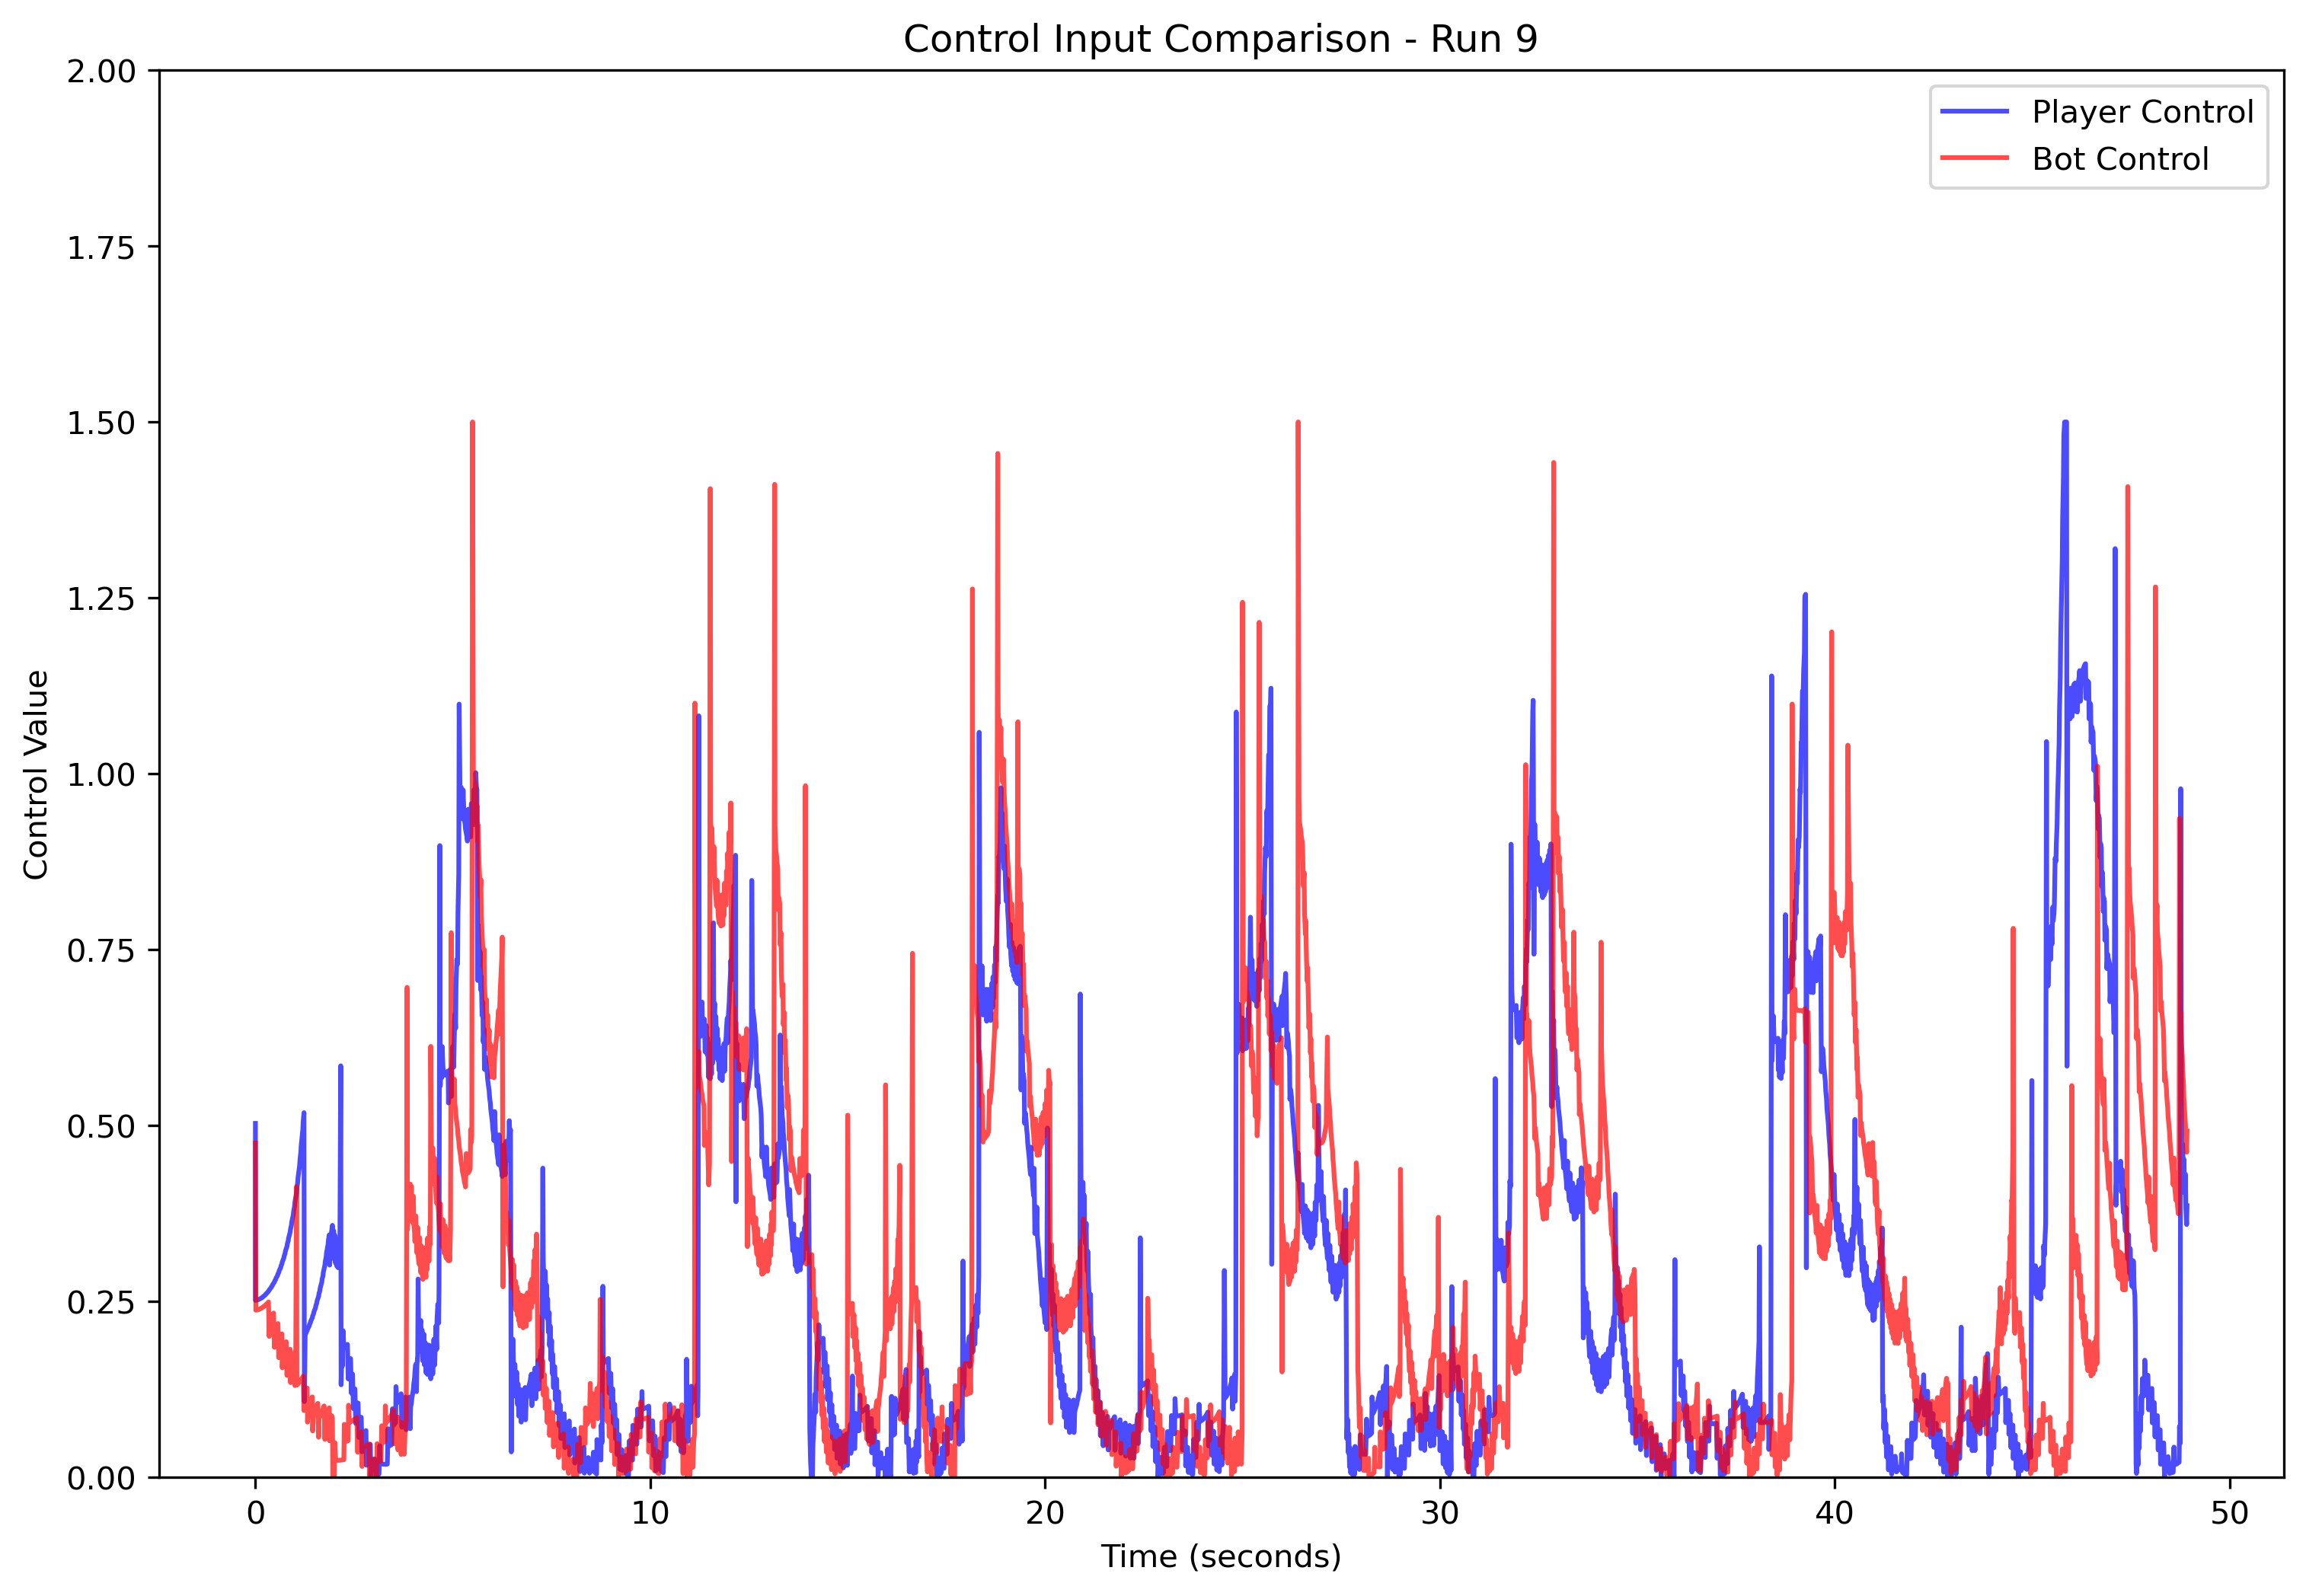 Control Input Comparison - Run 9
2.00
1.75
1.50
1.25
1.00
0.75
0.50
0.25
0.00
Control Value
Player Control
Bot Control
0 10 20 30 40 50
Time (seconds)